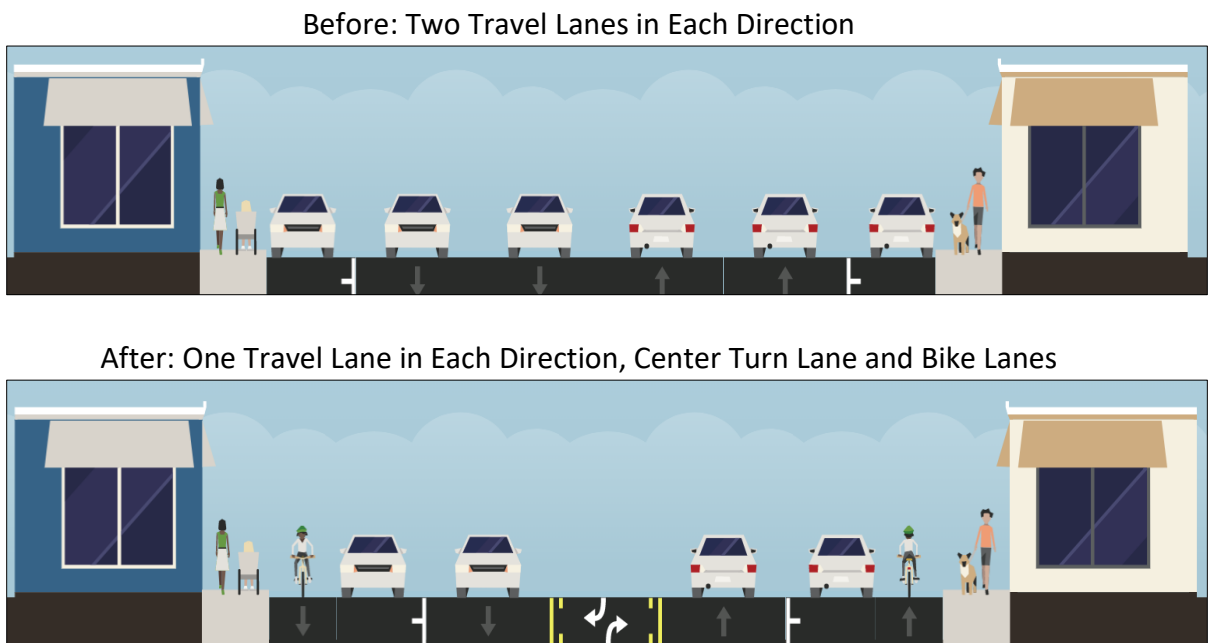 Before: Two Travel Lanes in Each Direction
After: One Travel Lane in Each Direction, Center Turn Lane and Bike Lanes